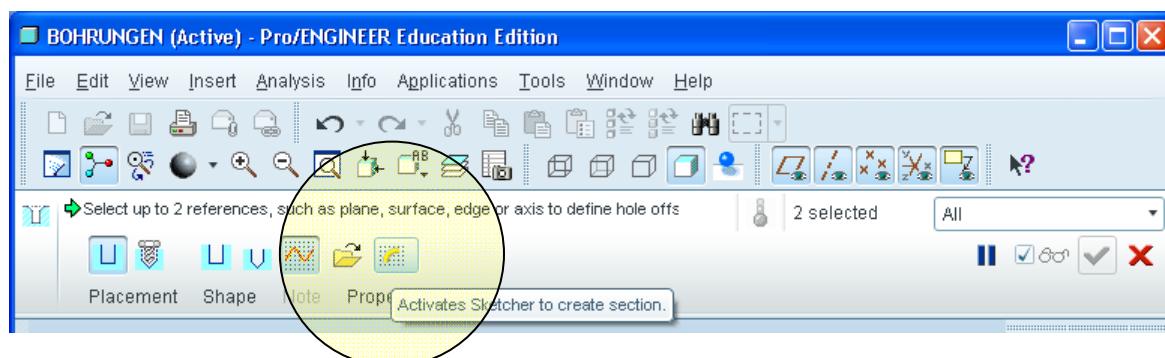 BOHRUNGEN (Active) - Pro/ENGINEER Education Edition
File Edit View Insert Analysis Info Applications Tools Window Help
Select up to 2 references, such as plane, surface, edge or axis to define hole offs
2 selected
All
Placement Shape Note Prope
Activates Sketcher to create section.